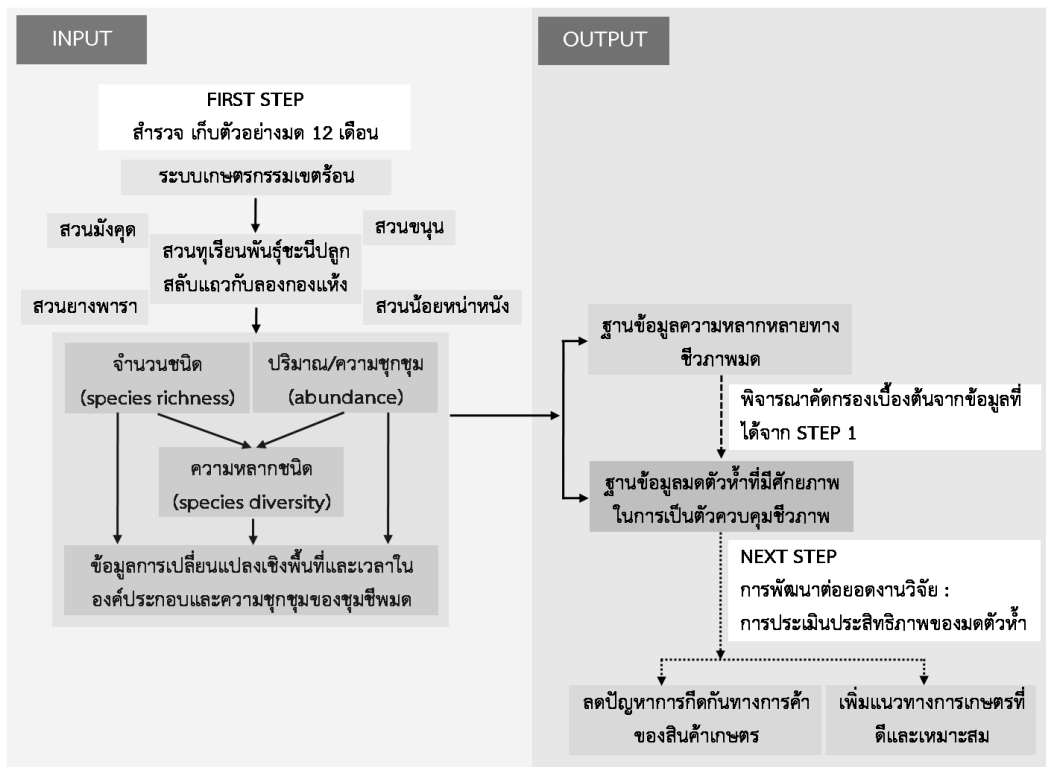 INPUT
FIRST STEP
สำรวจ เก็บตัวอย่างมด 12 เดือน
ระบบเกษตรกรรมเขตร้อน
สวนมังคุด
สวนขนุน
สวนทุเรียนพันธุ์ชะนีปลูก
สลับแถวกับลองกองแห้ง
สวนยางพารา
สวนน้อยหน่าหนัง
จำนวนชนิด
(species richness)
ปริมาณ/ความชุกชุม
(abundance)
ความหลากชนิด
(species diversity)
ข้อมูลการเปลี่ยนแปลงเชิงพื้นที่และเวลาใน
องค์ประกอบและความชุกชุมของชุมชีพมด
OUTPUT
ฐานข้อมูลความหลากหลายทาง
ชีวภาพมด
พิจารณาคัดกรองเบื้องต้นจากข้อมูลที่
ได้จาก STEP 1
ฐานข้อมูลมดตัวห้ำที่มีศักยภาพ
ในการเป็นตัวควบคุมชีวภาพ
NEXT STEP
การพัฒนาต่อยอดงานวิจัย :
การประเมินประสิทธิภาพของมดตัวห้ำ
ลดปัญหาการกีดกันทางการค้า
ของสินค้าเกษตร
เพิ่มแนวทางการเกษตรที่
ดีและเหมาะสม